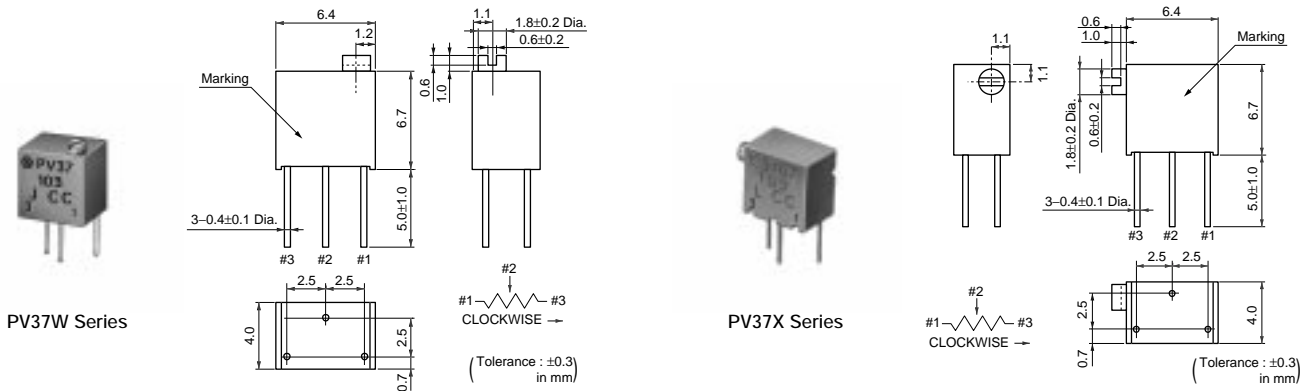 6.4
1.2
Marking
6.7
5.0±1.0
3–0.4±0.1 Dia.
#3 #2 #1
1.1
1.8±0.2 Dia.
0.6±0.2
0.6
1.0
PV37
103
CC
3
1
PV37W Series
2.5 2.5
4.0
2.5
0.7
#2
#1 #3
CLOCKWISE →
(Tolerance : ±0.3)
in mm
1.1
1.1
0.6
1.0
6.4
Marking
1.8±0.2 Dia.
0.6±0.2
6.7
5.0±1.0
3–0.4±0.1 Dia.
#3 #2 #1
PV37X Series
#2
#1 #3
CLOCKWISE →
2.5 2.5
2.5
4.0
0.7
(Tolerance : ±0.3)
in mm